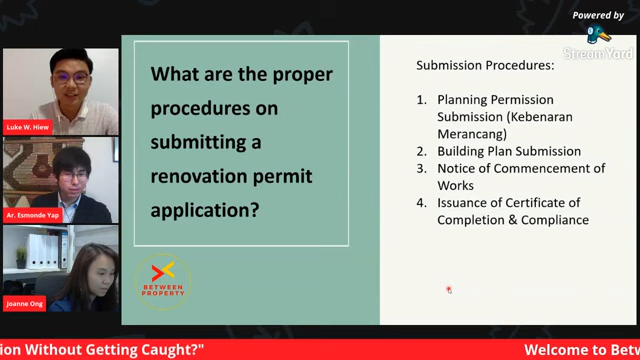 Powered by
StreamYard
What are the proper
procedures on
submitting a
renovation permit
application?
Submission Procedures:
1. Planning Permission
Submission (Kebenaran
Merancang)
2. Building Plan Submission
3. Notice of Commencement of
Works
4. Issuance of Certificate of
Completion & Compliance
Luke W. Hiew
Ar. Esmonde Yap
Joanne Ong
BETWEEN
PROPERTY
ion Without Getting Caught?" Welcome to Betw